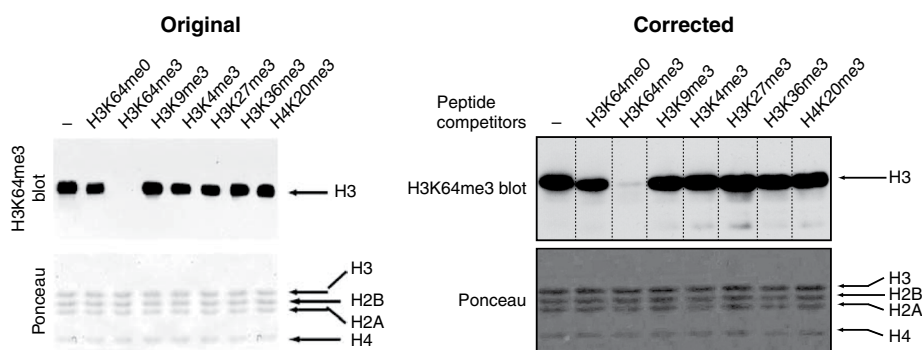 Original
–
H3K64me0
H3K64me3
H3K9me3
H3K4me3
H3K27me3
H3K36me3
H4K20me3
H3K64me3
blot
H3
Ponceau
H3
H2B
H2A
H4
Corrected
Peptide
competitors
–
H3K64me0
H3K64me3
H3K9me3
H3K4me3
H3K27me3
H3K36me3
H4K20me3
H3K64me3 blot
H3
Ponceau
H3
H2B
H2A
H4